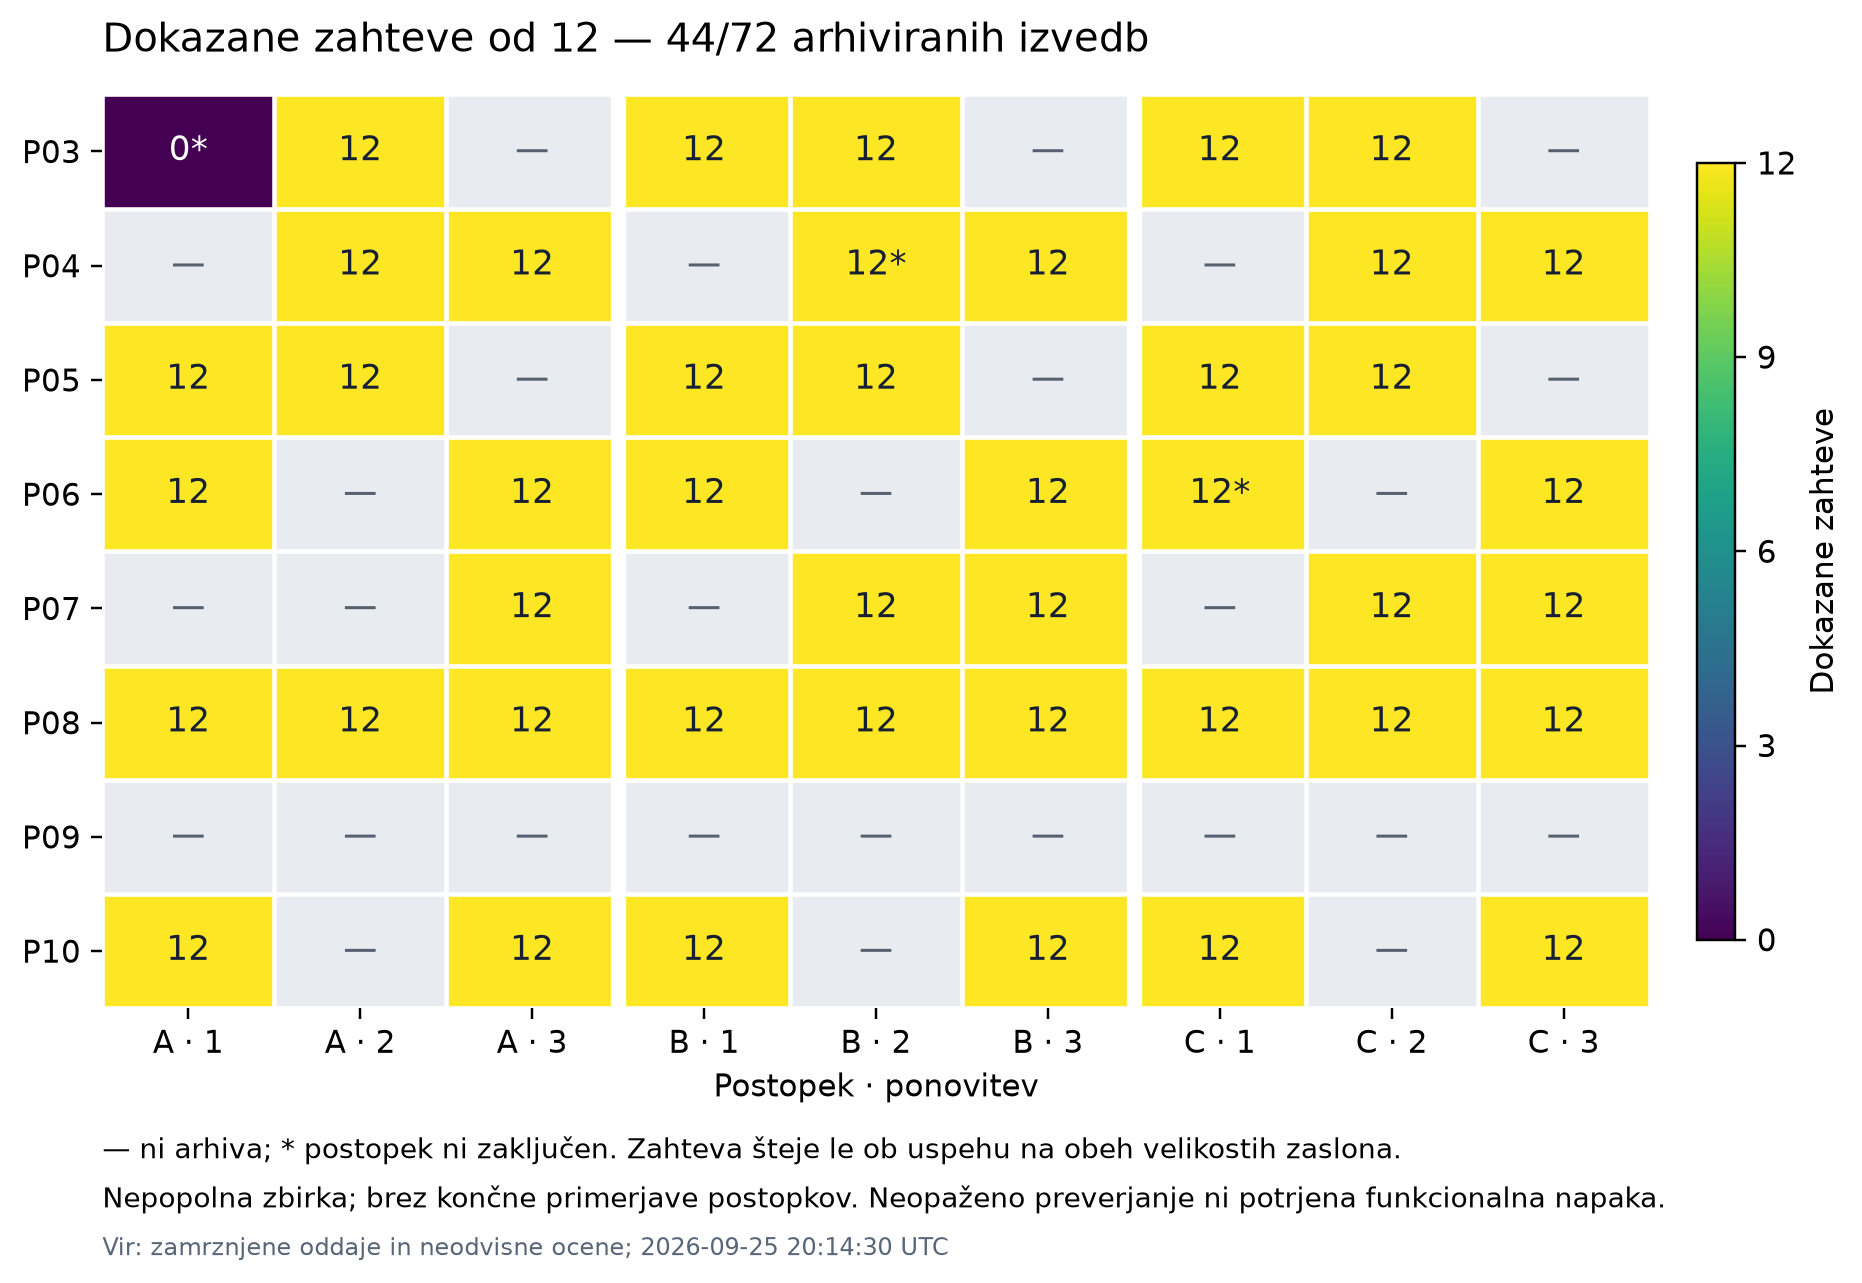 Dokazane zahteve od 12 — 44/72 arhiviranih izvedb
P03 0* 12 — 12 12 — 12 12 —
P04 — 12 12 — 12* 12 — 12 12
P05 12 12 — 12 12 — 12 12 —
P06 12 — 12 12 — 12 12* — 12
P07 — — 12 — 12 12 — 12 12
P08 12 12 12 12 12 12 12 12 12
P09 — — — — — — — — —
P10 12 — 12 12 — 12 12 — 12
A · 1 A · 2 A · 3 B · 1 B · 2 B · 3 C · 1 C · 2 C · 3
Postopek · ponovitev
12
9
6
3
0
Dokazane zahteve
— ni arhiva; * postopek ni zaključen. Zahteva šteje le ob uspehu na obeh velikostih zaslona.
Nepopolna zbirka; brez končne primerjave postopkov. Neopaženo preverjanje ni potrjena funkcionalna napaka.
Vir: zamrznjene oddaje in neodvisne ocene; 2026-09-25 20:14:30 UTC